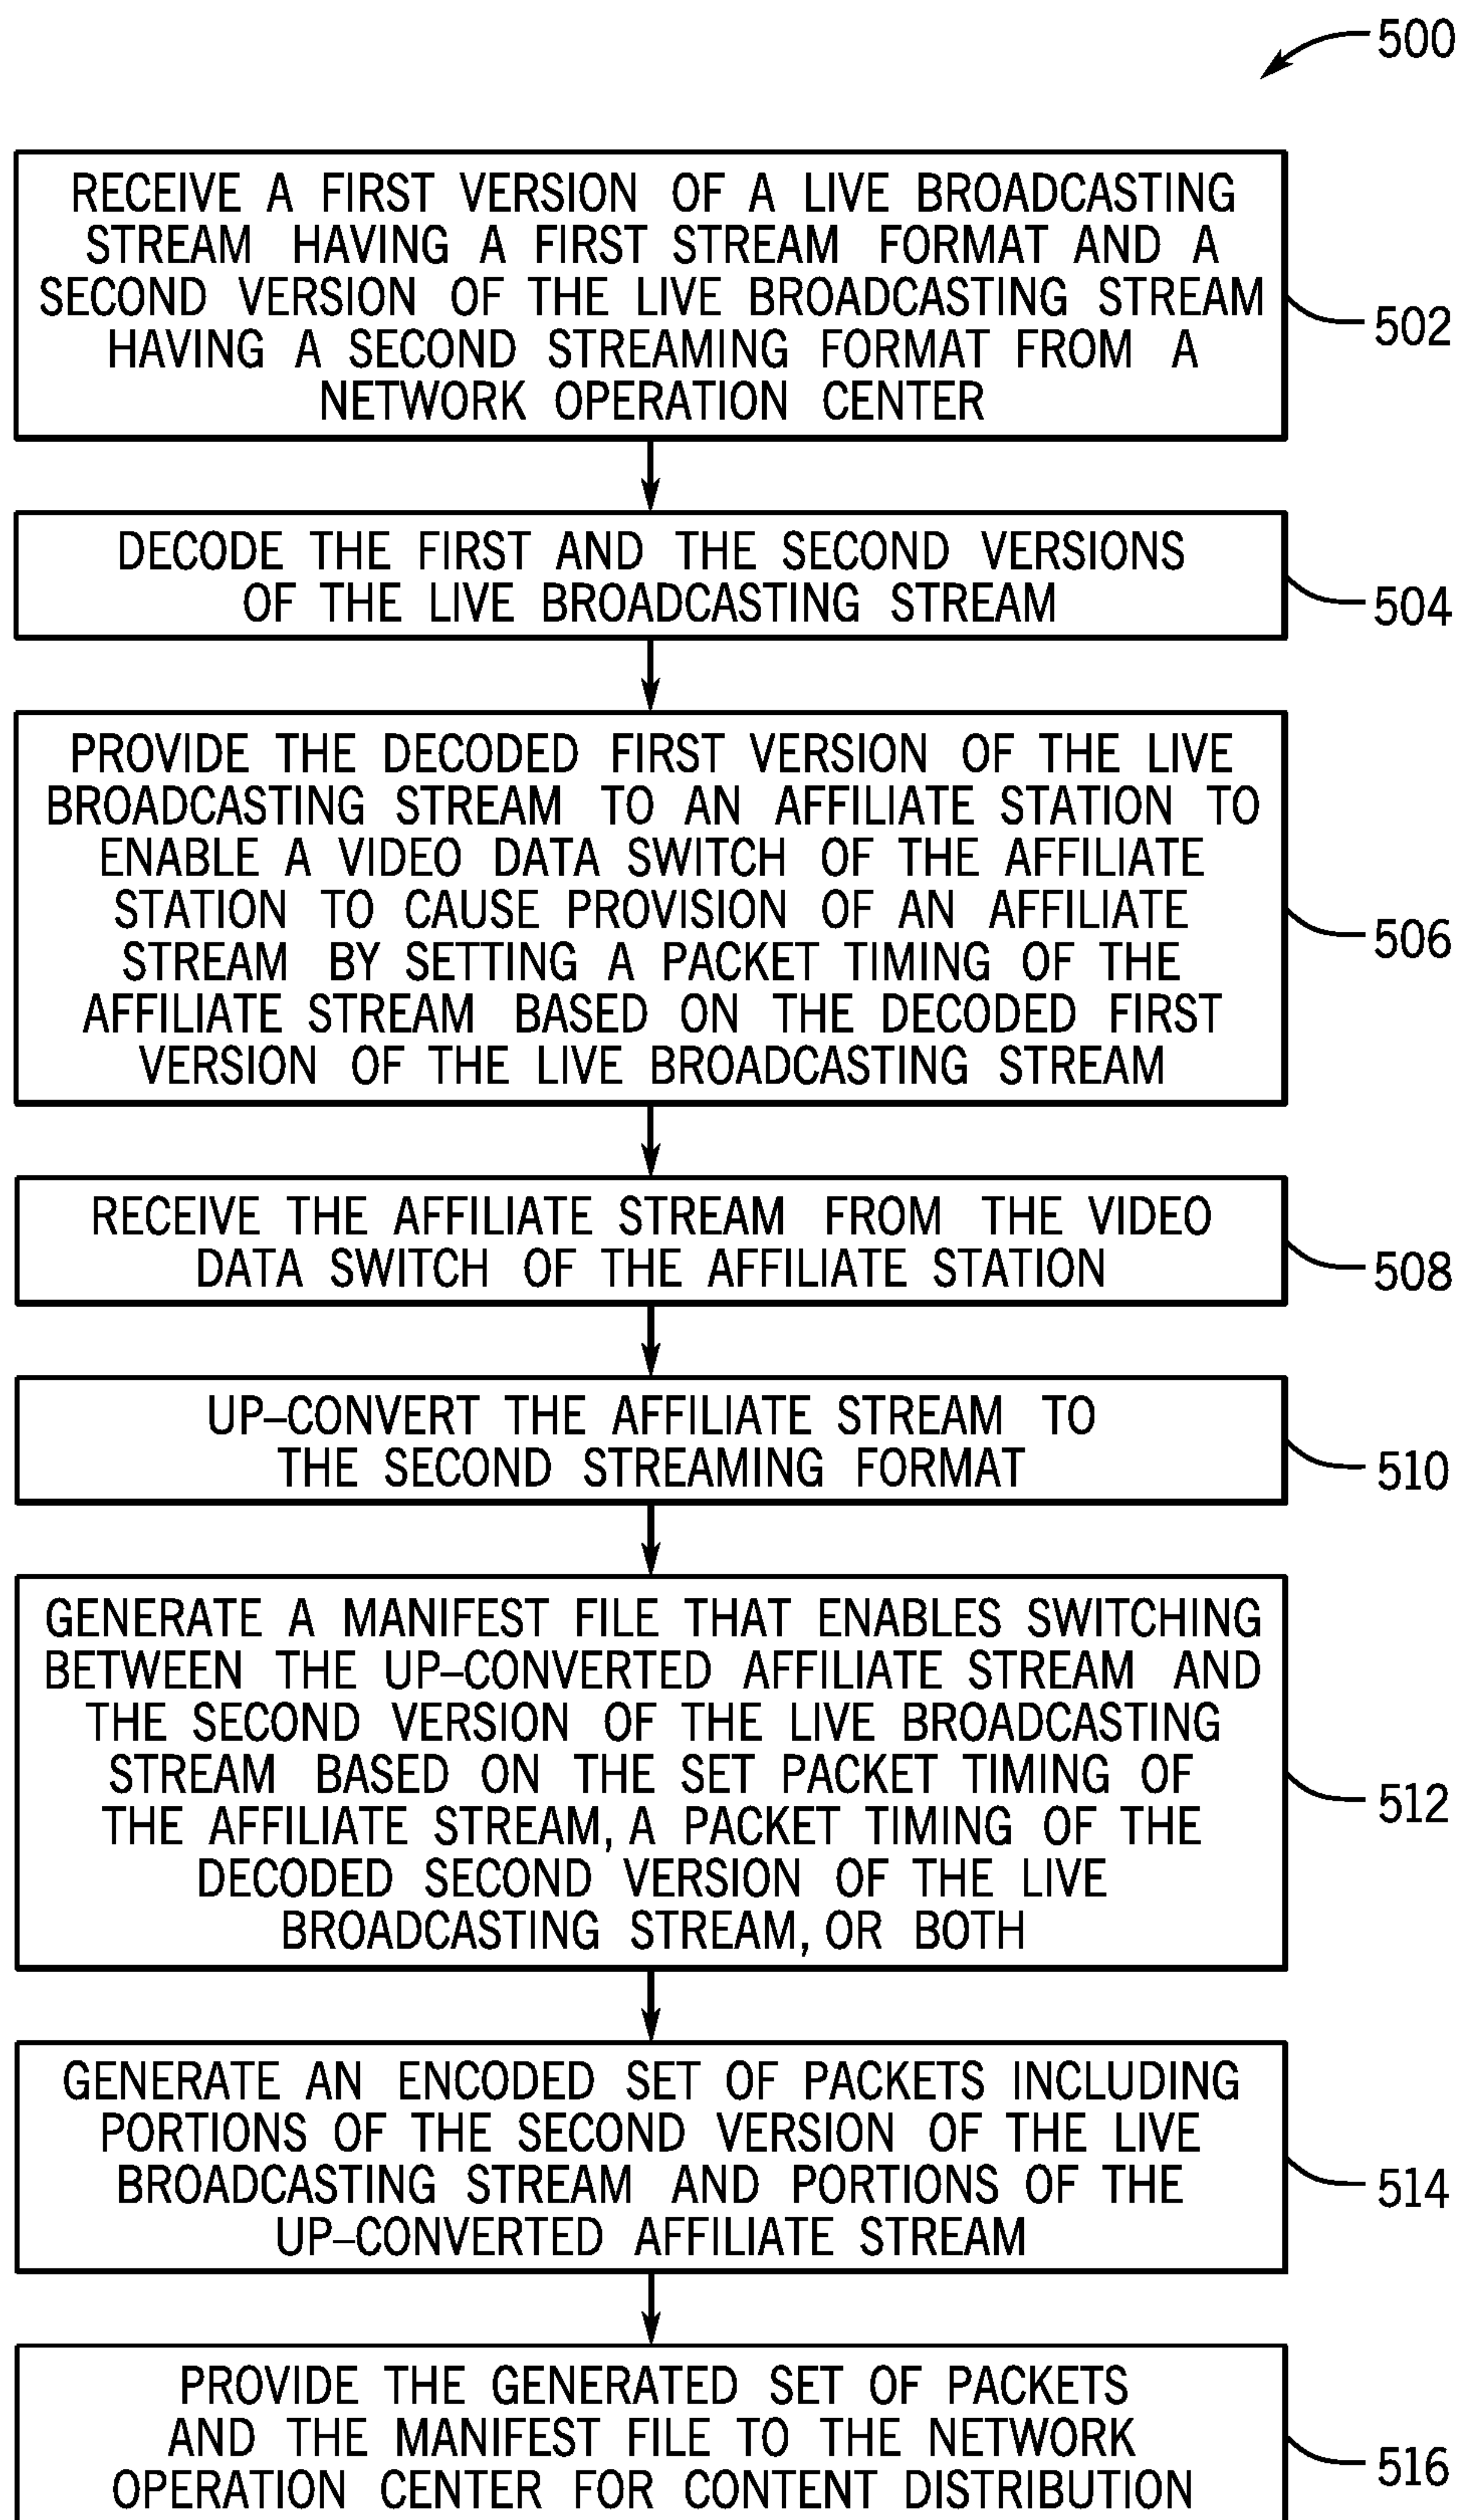 500
RECEIVE A FIRST VERSION OF A LIVE BROADCASTING
STREAM HAVING A FIRST STREAM FORMAT AND A
SECOND VERSION OF THE LIVE BROADCASTING STREAM
HAVING A SECOND STREAMING FORMAT FROM A
NETWORK OPERATION CENTER
502
DECODE THE FIRST AND THE SECOND VERSIONS
OF THE LIVE BROADCASTING STREAM
504
PROVIDE THE DECODED FIRST VERSION OF THE LIVE
BROADCASTING STREAM TO AN AFFILIATE STATION TO
ENABLE A VIDEO DATA SWITCH OF THE AFFILIATE
STATION TO CAUSE PROVISION OF AN AFFILIATE
STREAM BY SETTING A PACKET TIMING OF THE
AFFILIATE STREAM BASED ON THE DECODED FIRST
VERSION OF THE LIVE BROADCASTING STREAM
506
RECEIVE THE AFFILIATE STREAM FROM THE VIDEO
DATA SWITCH OF THE AFFILIATE STATION
508
UP–CONVERT THE AFFILIATE STREAM TO
THE SECOND STREAMING FORMAT
510
GENERATE A MANIFEST FILE THAT ENABLES SWITCHING
BETWEEN THE UP–CONVERTED AFFILIATE STREAM AND
THE SECOND VERSION OF THE LIVE BROADCASTING
STREAM BASED ON THE SET PACKET TIMING OF
THE AFFILIATE STREAM, A PACKET TIMING OF THE
DECODED SECOND VERSION OF THE LIVE
BROADCASTING STREAM, OR BOTH
512
GENERATE AN ENCODED SET OF PACKETS INCLUDING
PORTIONS OF THE SECOND VERSION OF THE LIVE
BROADCASTING STREAM AND PORTIONS OF THE
UP–CONVERTED AFFILIATE STREAM
514
PROVIDE THE GENERATED SET OF PACKETS
AND THE MANIFEST FILE TO THE NETWORK
OPERATION CENTER FOR CONTENT DISTRIBUTION
516